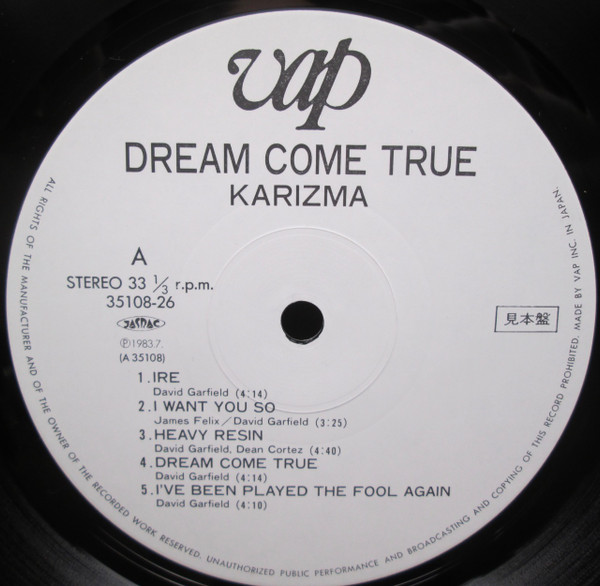 vap
DREAM COME TRUE
KARIZMA
A
STEREO 33 1/3 r.p.m.
35108-26
JASRAC
Ⓟ1983.7.
(A 35108)
見本盤
1.IRE
David Garfield (4:14)
2.I WANT YOU SO
James Felix/David Garfield (3:25)
3.HEAVY RESIN
David Garfield, Dean Cortez (4:40)
4.DREAM COME TRUE
David Garfield (4:14)
5.I'VE BEEN PLAYED THE FOOL AGAIN
David Garfield (4:10)
ALL RIGHTS OF THE MANUFACTURER AND OF THE OWNER OF THE RECORDED WORK RESERVED. UNAUTHORIZED PUBLIC PERFORMANCE AND BROADCASTING AND COPYING OF THIS RECORD PROHIBITED. MADE BY VAP INC. IN JAPAN.